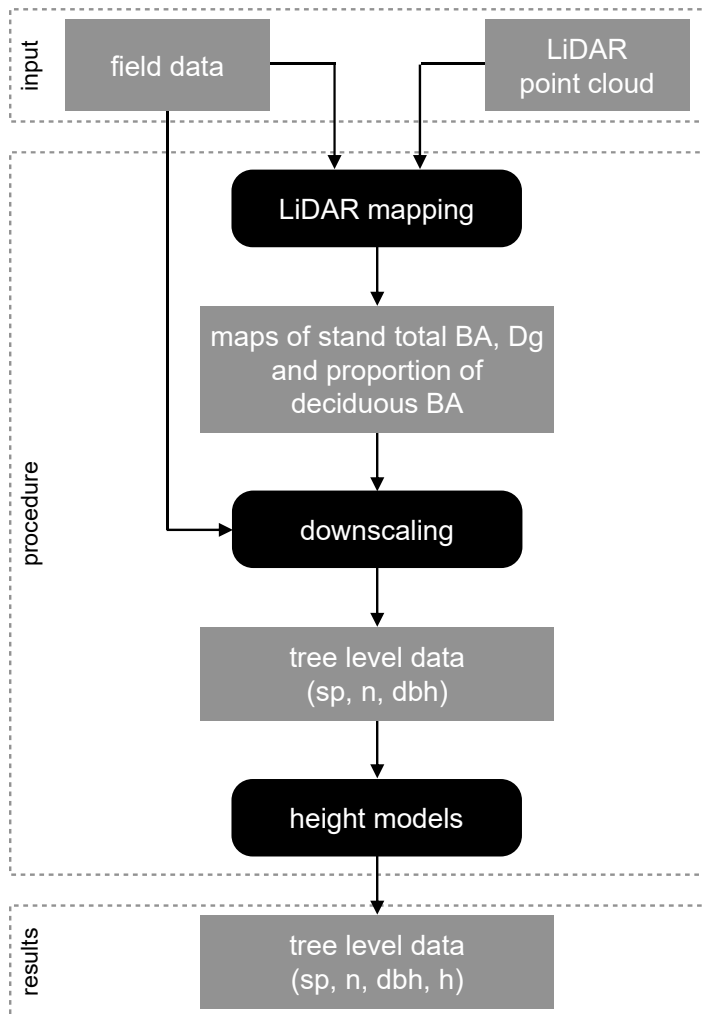 input
field data
LiDAR
point cloud
procedure
LiDAR mapping
maps of stand total BA, Dg
and proportion of
deciduous BA
downscaling
tree level data
(sp, n, dbh)
height models
results
tree level data
(sp, n, dbh, h)